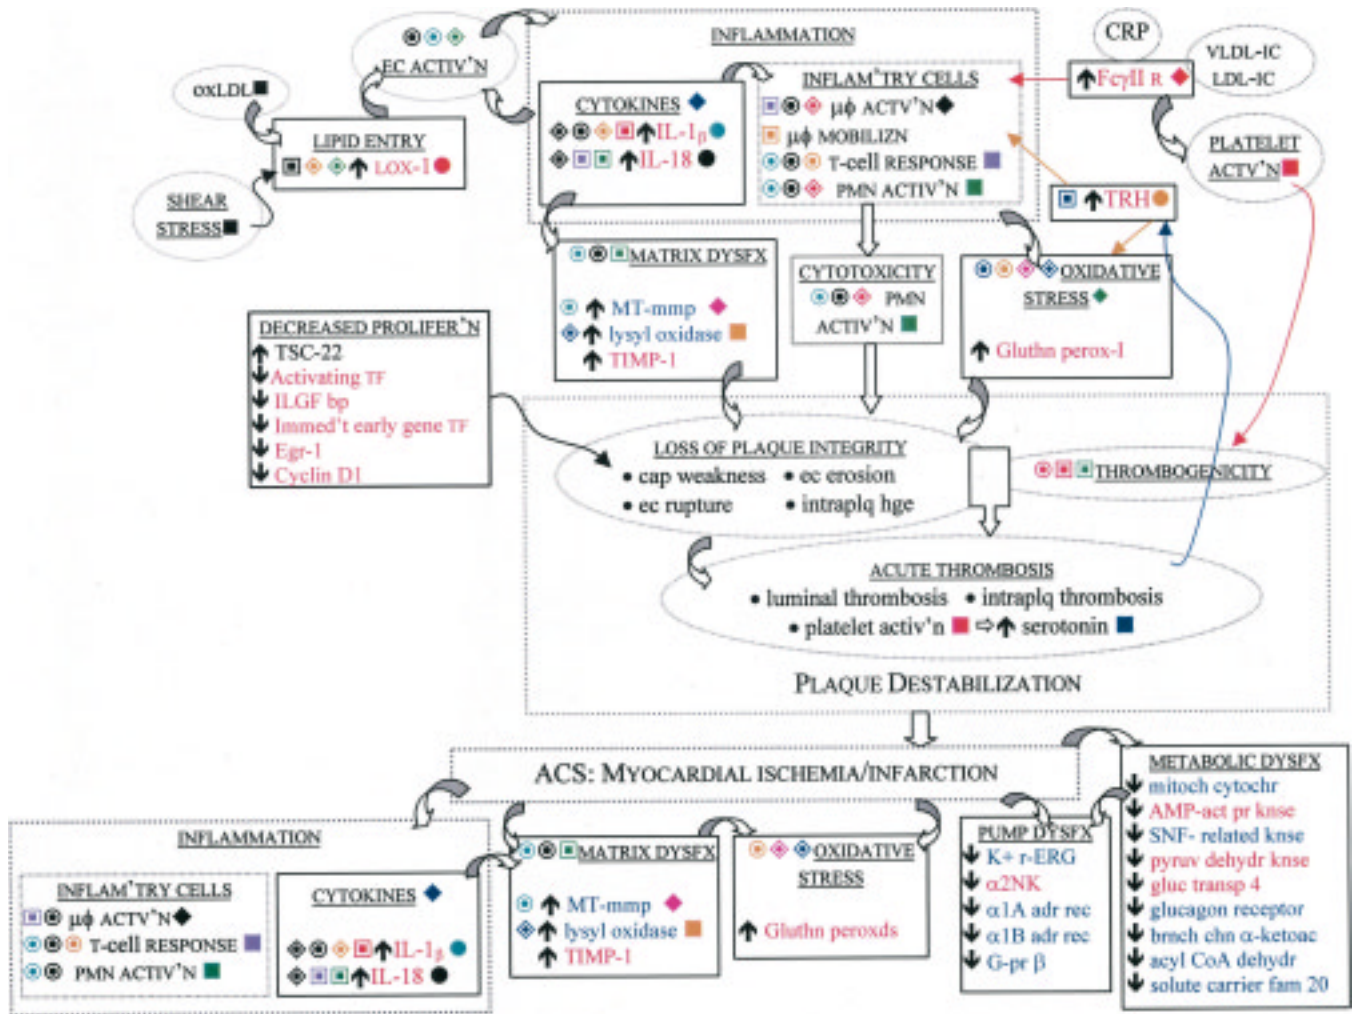 INFLAMMATION
EC ACTIV'N
oxLDL
LIPID ENTRY
↑ LOX-1
SHEAR
STRESS
CYTOKINES
↑IL-1β
↑IL-18
INFLAM'TRY CELLS
μϕ ACTV'N
μϕ MOBILIZN
T-cell RESPONSE
PMN ACTIV'N
CRP
VLDL-IC
LDL-IC
↑FcγII R
PLATELET
ACTV'N
↑TRH
MATRIX DYSFX
↑ MT-mmp
↑ lysyl oxidase
↑ TIMP-1
CYTOTOXICITY
PMN
ACTIV'N
OXIDATIVE
STRESS
↑ Gluthn perox-I
DECREASED PROLIFER'N
↑ TSC-22
↓ Activating TF
↓ ILGF bp
↓ Immed't early gene TF
↓ Egr-1
↓ Cyclin D1
LOSS OF PLAQUE INTEGRITY
• cap weakness • ec erosion
• ec rupture • intraplq hge
THROMBOGENICITY
ACUTE THROMBOSIS
• luminal thrombosis • intraplq thrombosis
• platelet activ'n ⇨↑ serotonin
PLAQUE DESTABILIZATION
ACS: MYOCARDIAL ISCHEMIA/INFARCTION
INFLAMMATION
INFLAM'TRY CELLS
μϕ ACTV'N
T-cell RESPONSE
PMN ACTIV'N
CYTOKINES
↑IL-1β
↑IL-18
MATRIX DYSFX
↑ MT-mmp
↑ lysyl oxidase
↑ TIMP-1
OXIDATIVE
STRESS
↑ Gluthn peroxds
PUMP DYSFX
↓ K+ r-ERG
↓ α2NK
↓ α1A adr rec
↓ α1B adr rec
↓ G-pr β
METABOLIC DYSFX
↓ mitoch cytochr
↓ AMP-act pr knse
↓ SNF- related knse
↓ pyruv dehydr knse
↓ gluc transp 4
↓ glucagon receptor
↓ brnch chn α-ketoac
↓ acyl CoA dehydr
↓ solute carrier fam 20